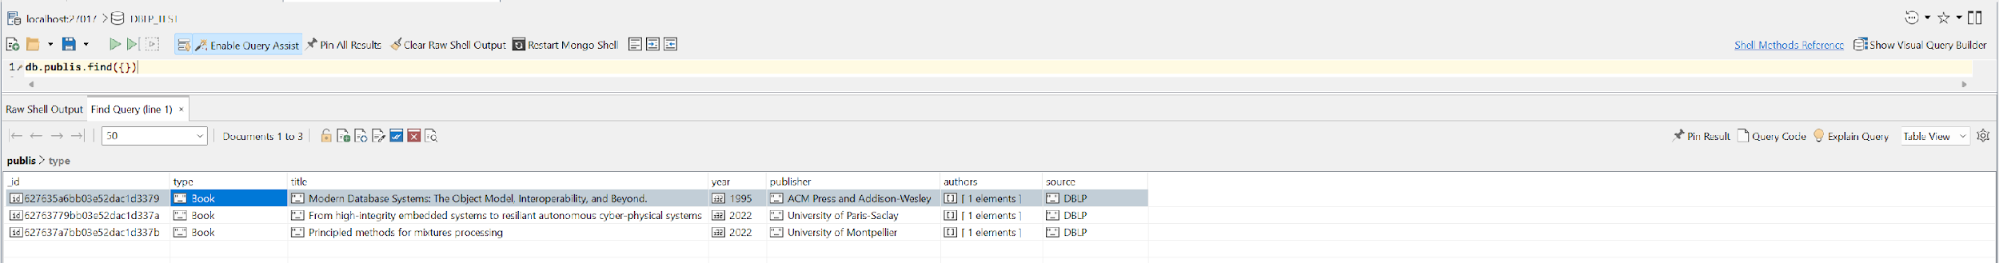 localhost:27017 > DBLP_TEST
Enable Query Assist Pin All Results Clear Raw Shell Output Restart Mongo Shell Shell Methods Reference Show Visual Query Builder
1 db.publis.find({})
Raw Shell Output Find Query (line 1) ×
50 Documents 1 to 3 Pin Result Query Code Explain Query Table View
publis > type
_id type title year publisher authors source
627635a6bb03e52dac1d3379 Book Modern Database Systems: The Object Model, Interoperability, and Beyond. 1995 ACM Press and Addison-Wesley [ 1 elements ] DBLP
62763779bb03e52dac1d337a Book From high-integrity embedded systems to resiliant autonomous cyber-physical systems 2022 University of Paris-Saclay [ 1 elements ] DBLP
627637a7bb03e52dac1d337b Book Principled methods for mixtures processing 2022 University of Montpellier [ 1 elements ] DBLP